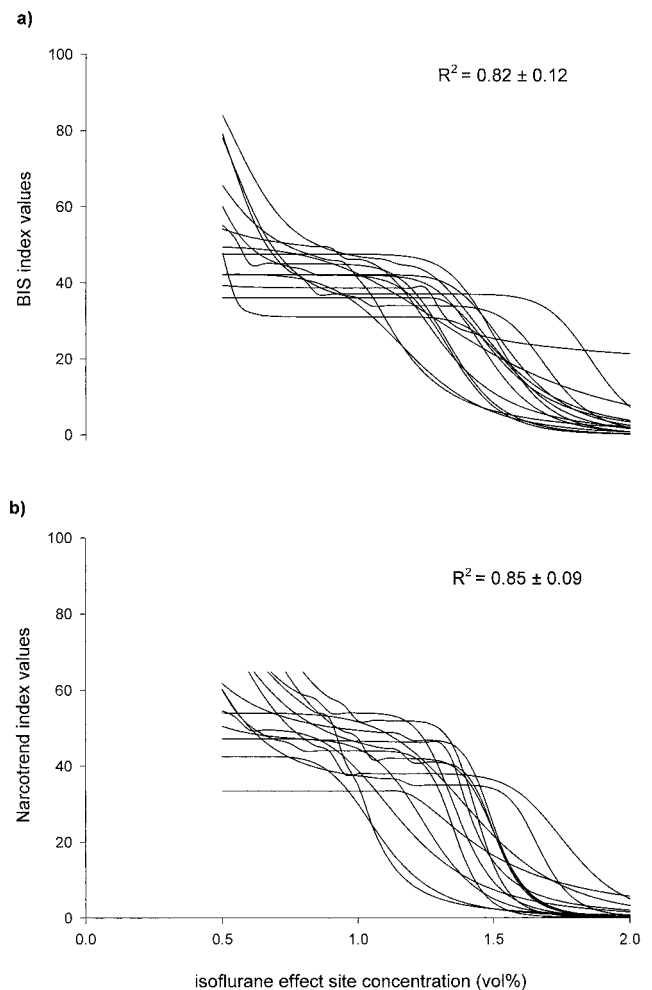 a)
100
R² = 0.82 ± 0.12
80
60
40
20
0
BIS index values
b)
100
R² = 0.85 ± 0.09
80
60
40
20
0
Narcotrend index values
0.0 0.5 1.0 1.5 2.0
isoflurane effect site concentration (vol%)